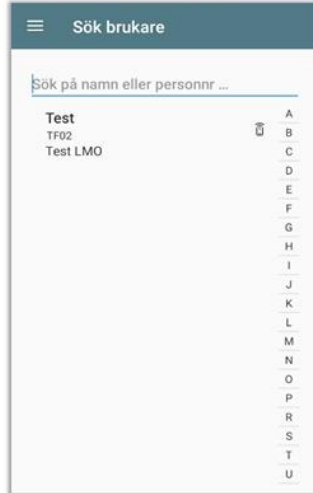 Sök brukare
Sök på namn eller personnr ...
Test
TF02
Test LMO
A
B
C
D
E
F
G
H
I
J
K
L
M
N
O
P
R
S
T
U